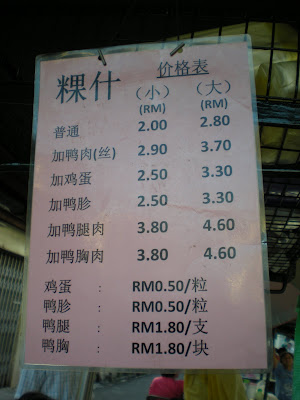 粿什 价格表
（小） （大）
(RM) (RM)
普通 2.00 2.80
加鸭肉(丝) 2.90 3.70
加鸡蛋 2.50 3.30
加鸭胗 2.50 3.30
加鸭腿肉 3.80 4.60
加鸭胸肉 3.80 4.60
鸡蛋 : RM0.50/粒
鸭胗 : RM0.50/粒
鸭腿 : RM1.80/支
鸭胸 : RM1.80/块